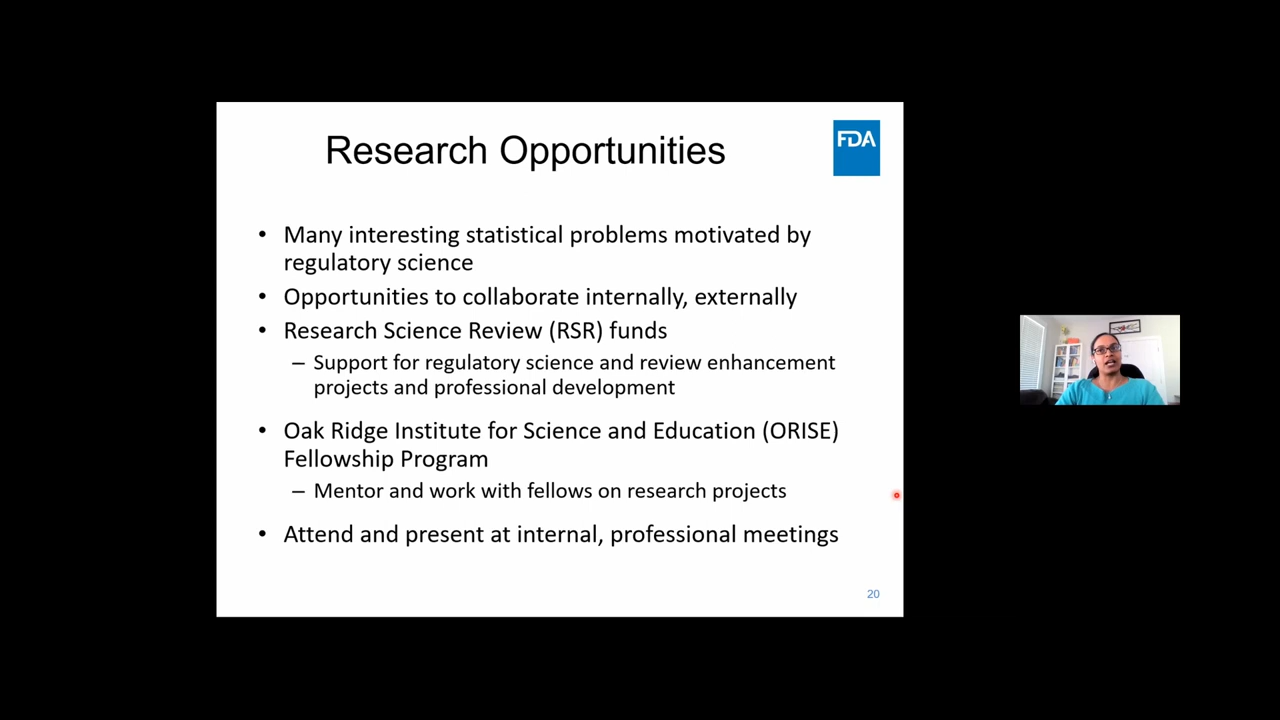 Research Opportunities
FDA
• Many interesting statistical problems motivated by
regulatory science
• Opportunities to collaborate internally, externally
• Research Science Review (RSR) funds
– Support for regulatory science and review enhancement
projects and professional development
• Oak Ridge Institute for Science and Education (ORISE)
Fellowship Program
– Mentor and work with fellows on research projects
• Attend and present at internal, professional meetings
20